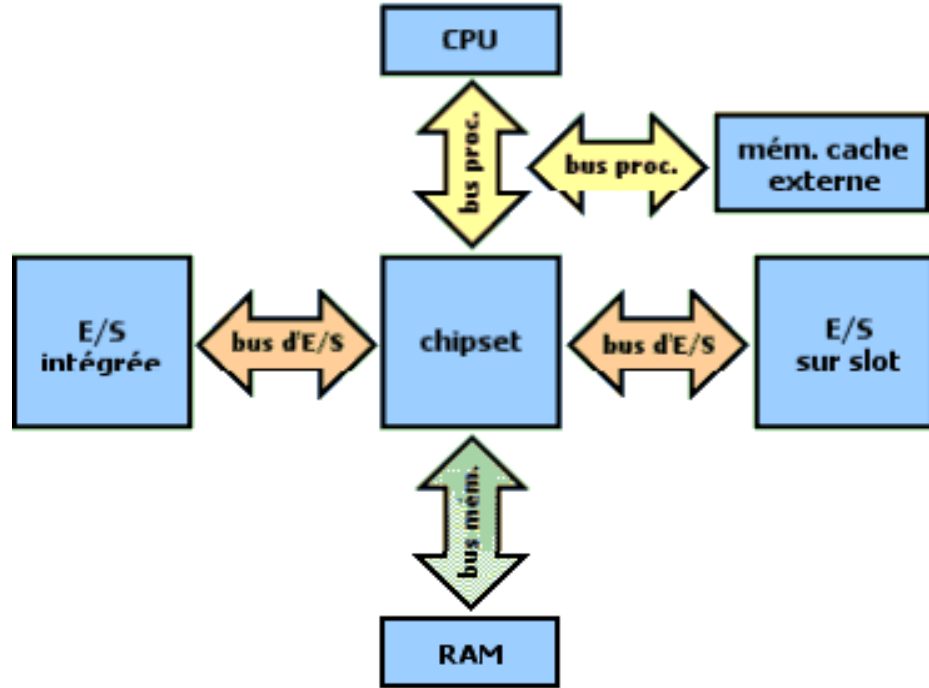 CPU
bus proc.
bus proc.
mém. cache
externe
E/S
intégrée
bus d'E/S
chipset
bus d'E/S
E/S
sur slot
bus mém.
RAM